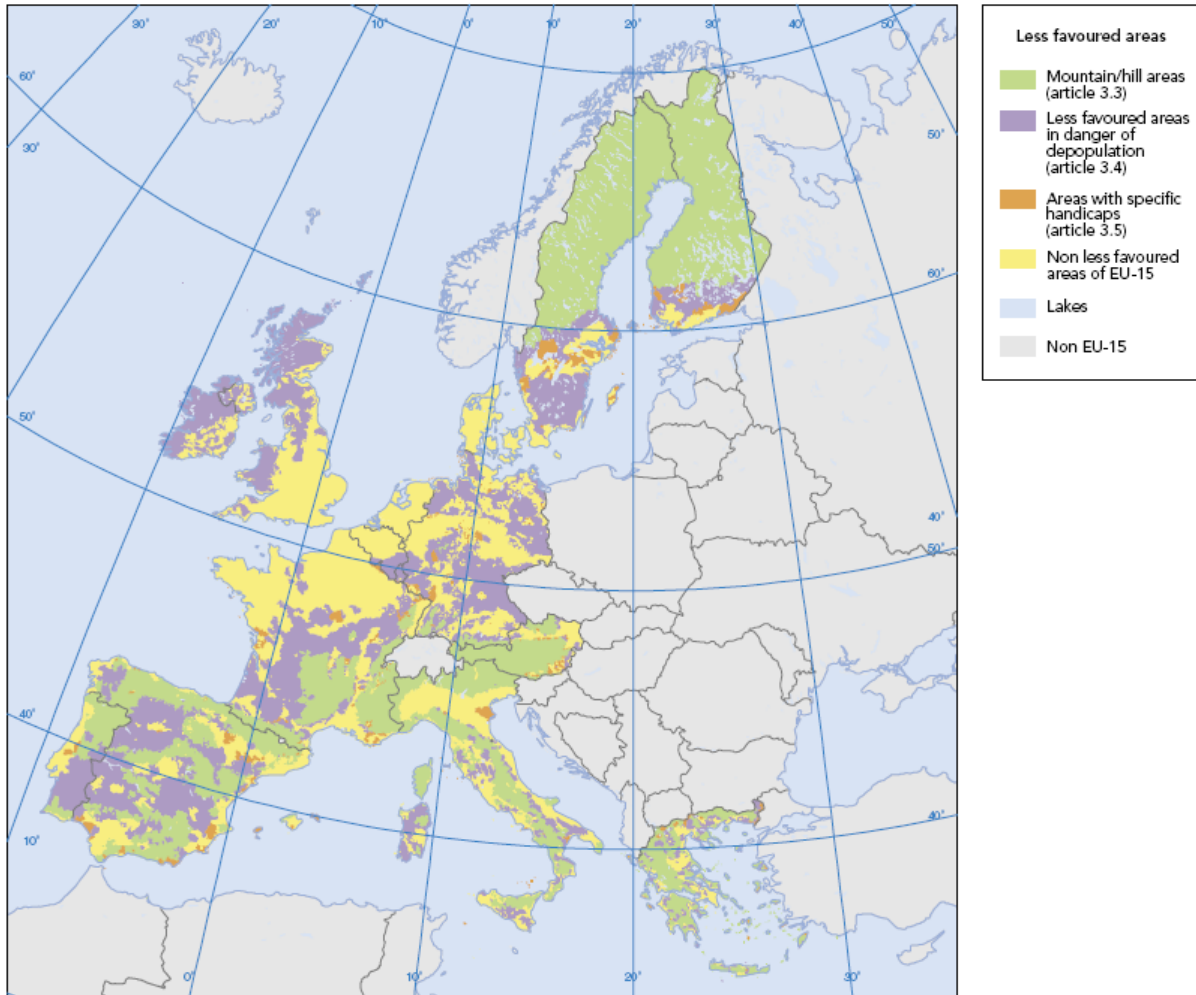 30°
20°
10°
0°
10°
20°
30°
40°
50°
60°
50°
30°
60°
50°
40°
50°
40°
40°
10°
0°
10°
20°
30°
Less favoured areas
Mountain/hill areas
(article 3.3)
Less favoured areas
in danger of
depopulation
(article 3.4)
Areas with specific
handicaps
(article 3.5)
Non less favoured
areas of EU-15
Lakes
Non EU-15